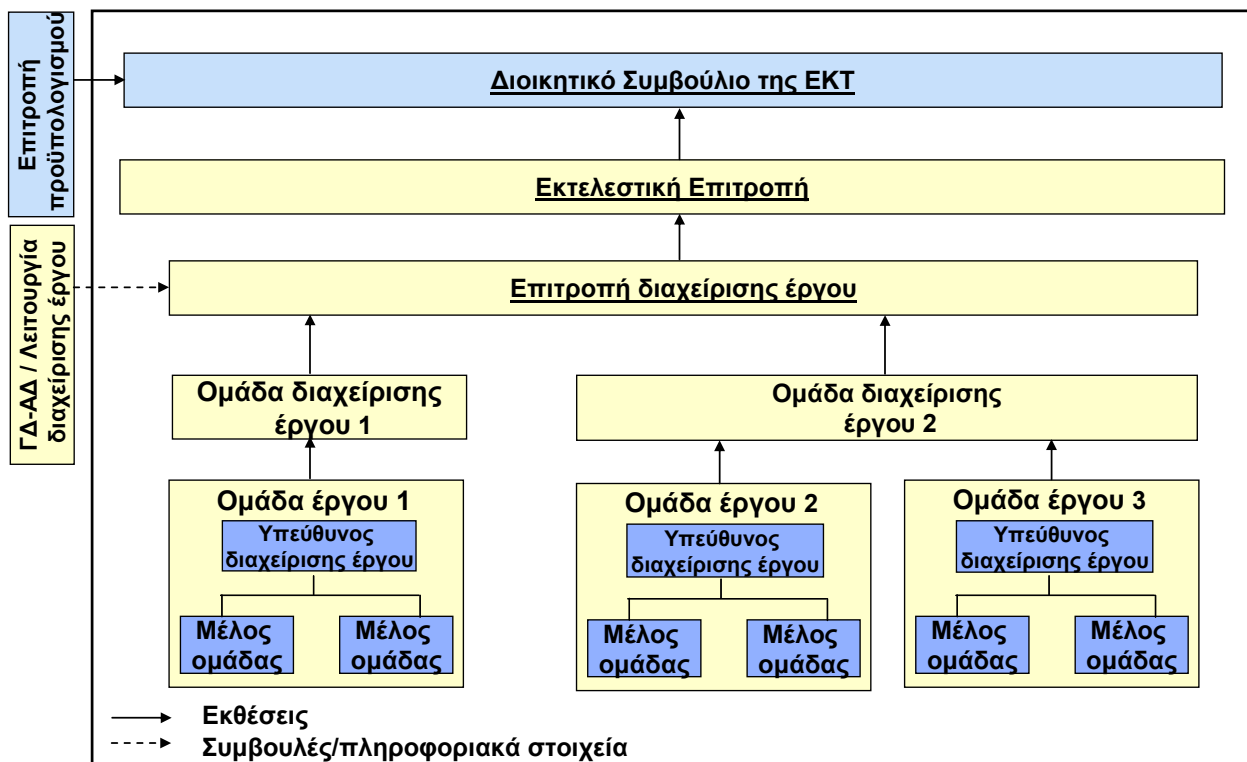 Επιτροπή
προϋπολογισμού
Διοικητικό Συμβούλιο της ΕΚΤ
Εκτελεστική Επιτροπή
ΓΔ-ΑΔ / Λειτουργία
διαχείρισης έργου
Επιτροπή διαχείρισης έργου
Ομάδα διαχείρισης
έργου 1
Ομάδα διαχείρισης
έργου 2
Ομάδα έργου 1
Υπεύθυνος
διαχείρισης έργου
Μέλος
ομάδας
Μέλος
ομάδας
Ομάδα έργου 2
Υπεύθυνος
διαχείρισης έργου
Μέλος
ομάδας
Μέλος
ομάδας
Ομάδα έργου 3
Υπεύθυνος
διαχείρισης έργου
Μέλος
ομάδας
Μέλος
ομάδας
Εκθέσεις
Συμβουλές/πληροφοριακά στοιχεία